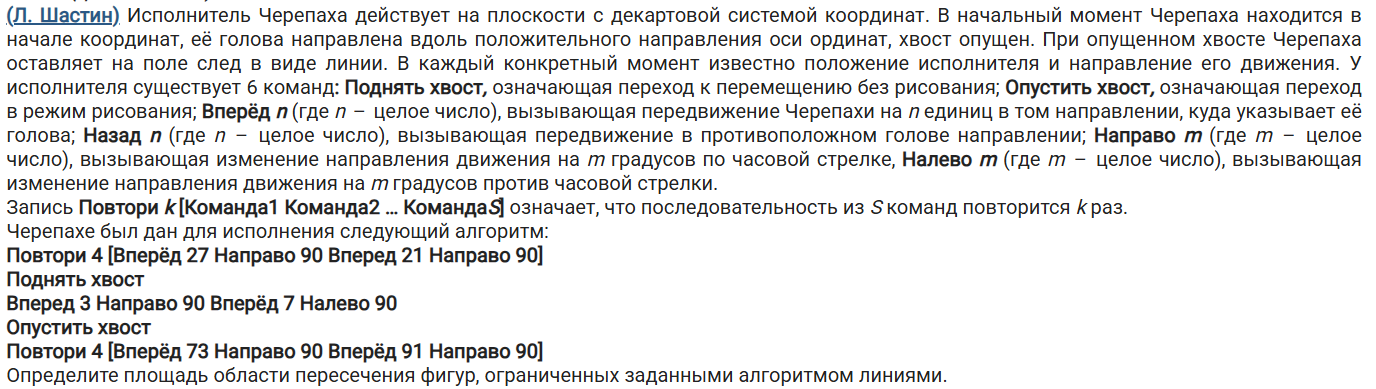 (Л. Шастин) Исполнитель Черепаха действует на плоскости с декартовой системой координат. В начальный момент Черепаха находится в
начале координат, её голова направлена вдоль положительного направления оси ординат, хвост опущен. При опущенном хвосте Черепаха
оставляет на поле след в виде линии. В каждый конкретный момент известно положение исполнителя и направление его движения. У
исполнителя существует 6 команд: Поднять хвост, означающая переход к перемещению без рисования; Опустить хвост, означающая переход
в режим рисования; Вперёд n (где n – целое число), вызывающая передвижение Черепахи на n единиц в том направлении, куда указывает её
голова; Назад n (где n – целое число), вызывающая передвижение в противоположном голове направлении; Направо m (где m – целое
число), вызывающая изменение направления движения на m градусов по часовой стрелке, Налево m (где m – целое число), вызывающая
изменение направления движения на m градусов против часовой стрелки.
Запись Повтори k [Команда1 Команда2 … КомандаS] означает, что последовательность из S команд повторится k раз.
Черепахе был дан для исполнения следующий алгоритм:
Повтори 4 [Вперёд 27 Направо 90 Вперед 21 Направо 90]
Поднять хвост
Вперед 3 Направо 90 Вперёд 7 Налево 90
Опустить хвост
Повтори 4 [Вперёд 73 Направо 90 Вперёд 91 Направо 90]
Определите площадь области пересечения фигур, ограниченных заданными алгоритмом линиями.